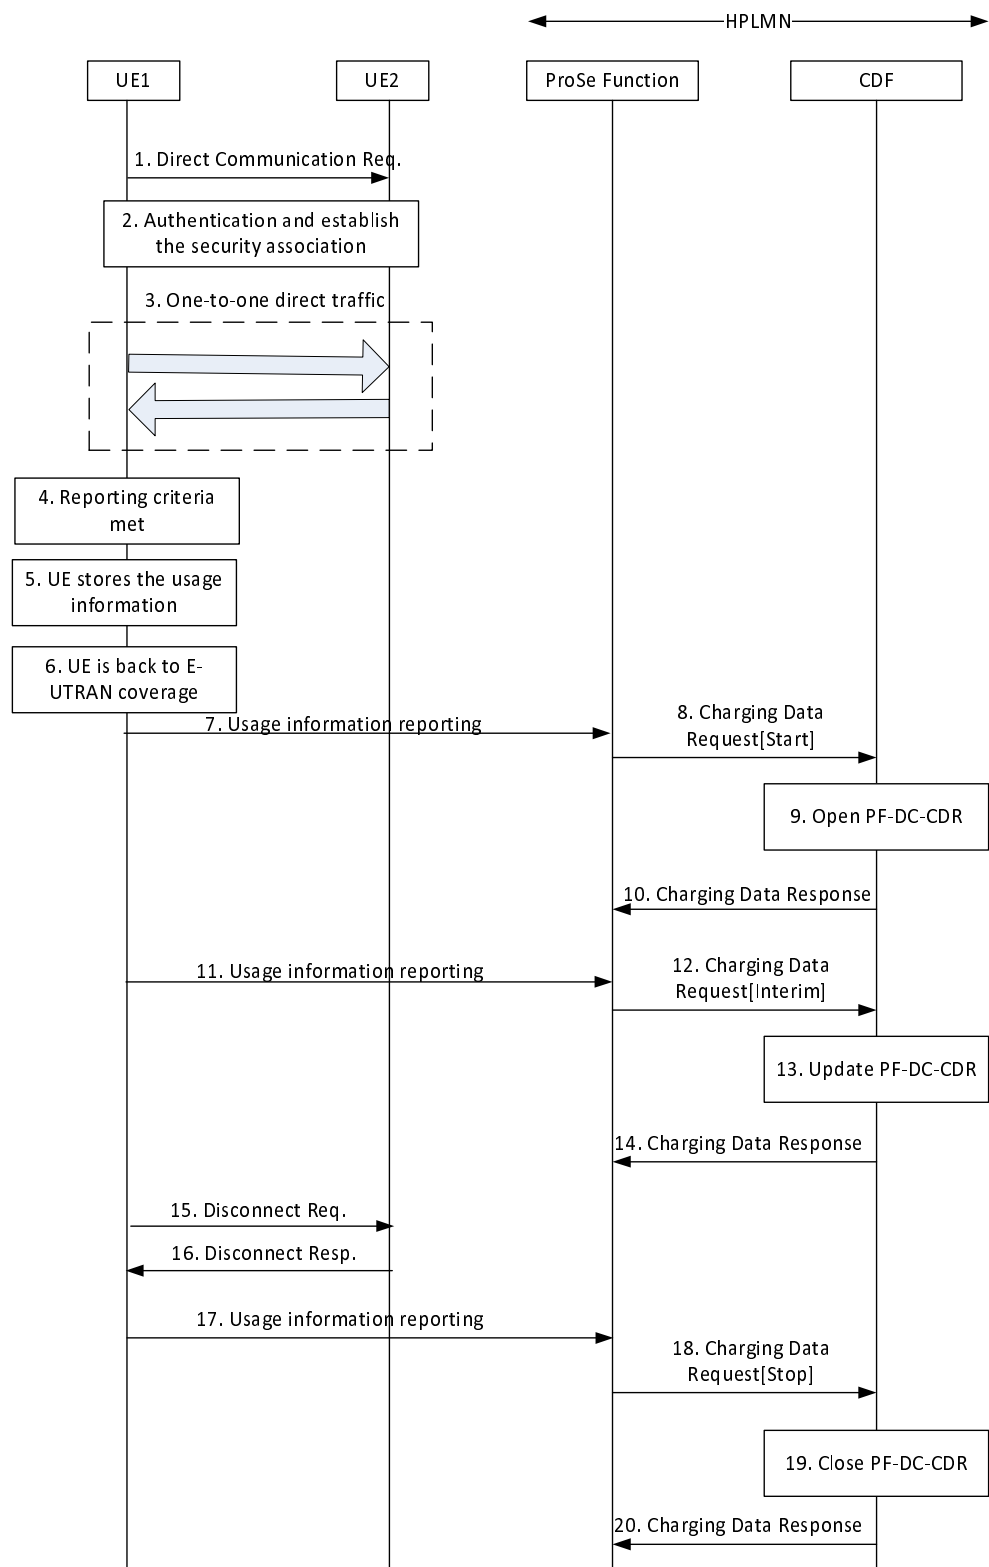 HPLMN
UE1
UE2
ProSe Function
CDF
1. Direct Communication Req.
2. Authentication and establish
the security association
3. One-to-one direct traffic
4. Reporting criteria
met
5. UE stores the usage
information
6. UE is back to E-
UTRAN coverage
7. Usage information reporting
8. Charging Data
Request[Start]
9. Open PF-DC-CDR
10. Charging Data Response
11. Usage information reporting
12. Charging Data
Request[Interim]
13. Update PF-DC-CDR
14. Charging Data Response
15. Disconnect Req.
16. Disconnect Resp.
17. Usage information reporting
18. Charging Data
Request[Stop]
19. Close PF-DC-CDR
20. Charging Data Response